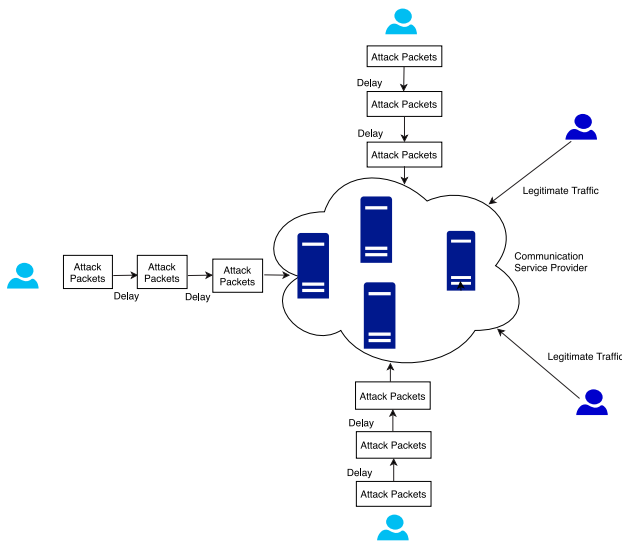 Attack Packets
Delay
Attack Packets
Delay
Attack Packets
Legitimate Traffic
Communication
Service Provider
Attack
Packets
Delay
Attack
Packets
Delay
Attack
Packets
Legitimate Traffic
Attack Packets
Delay
Attack Packets
Delay
Attack Packets